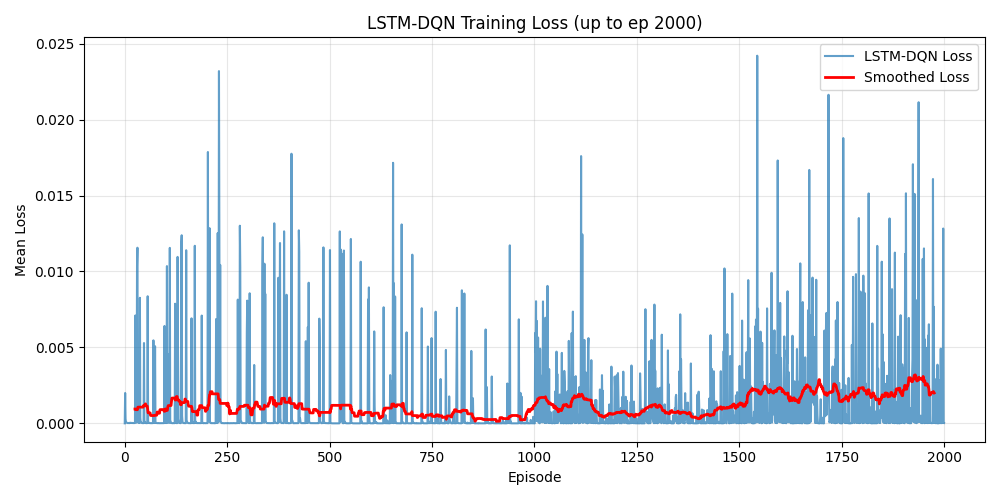 LSTM-DQN Training Loss (up to ep 2000)
LSTM-DQN Loss
Smoothed Loss
Mean Loss
0.025
0.020
0.015
0.010
0.005
0.000
0 250 500 750 1000 1250 1500 1750 2000
Episode